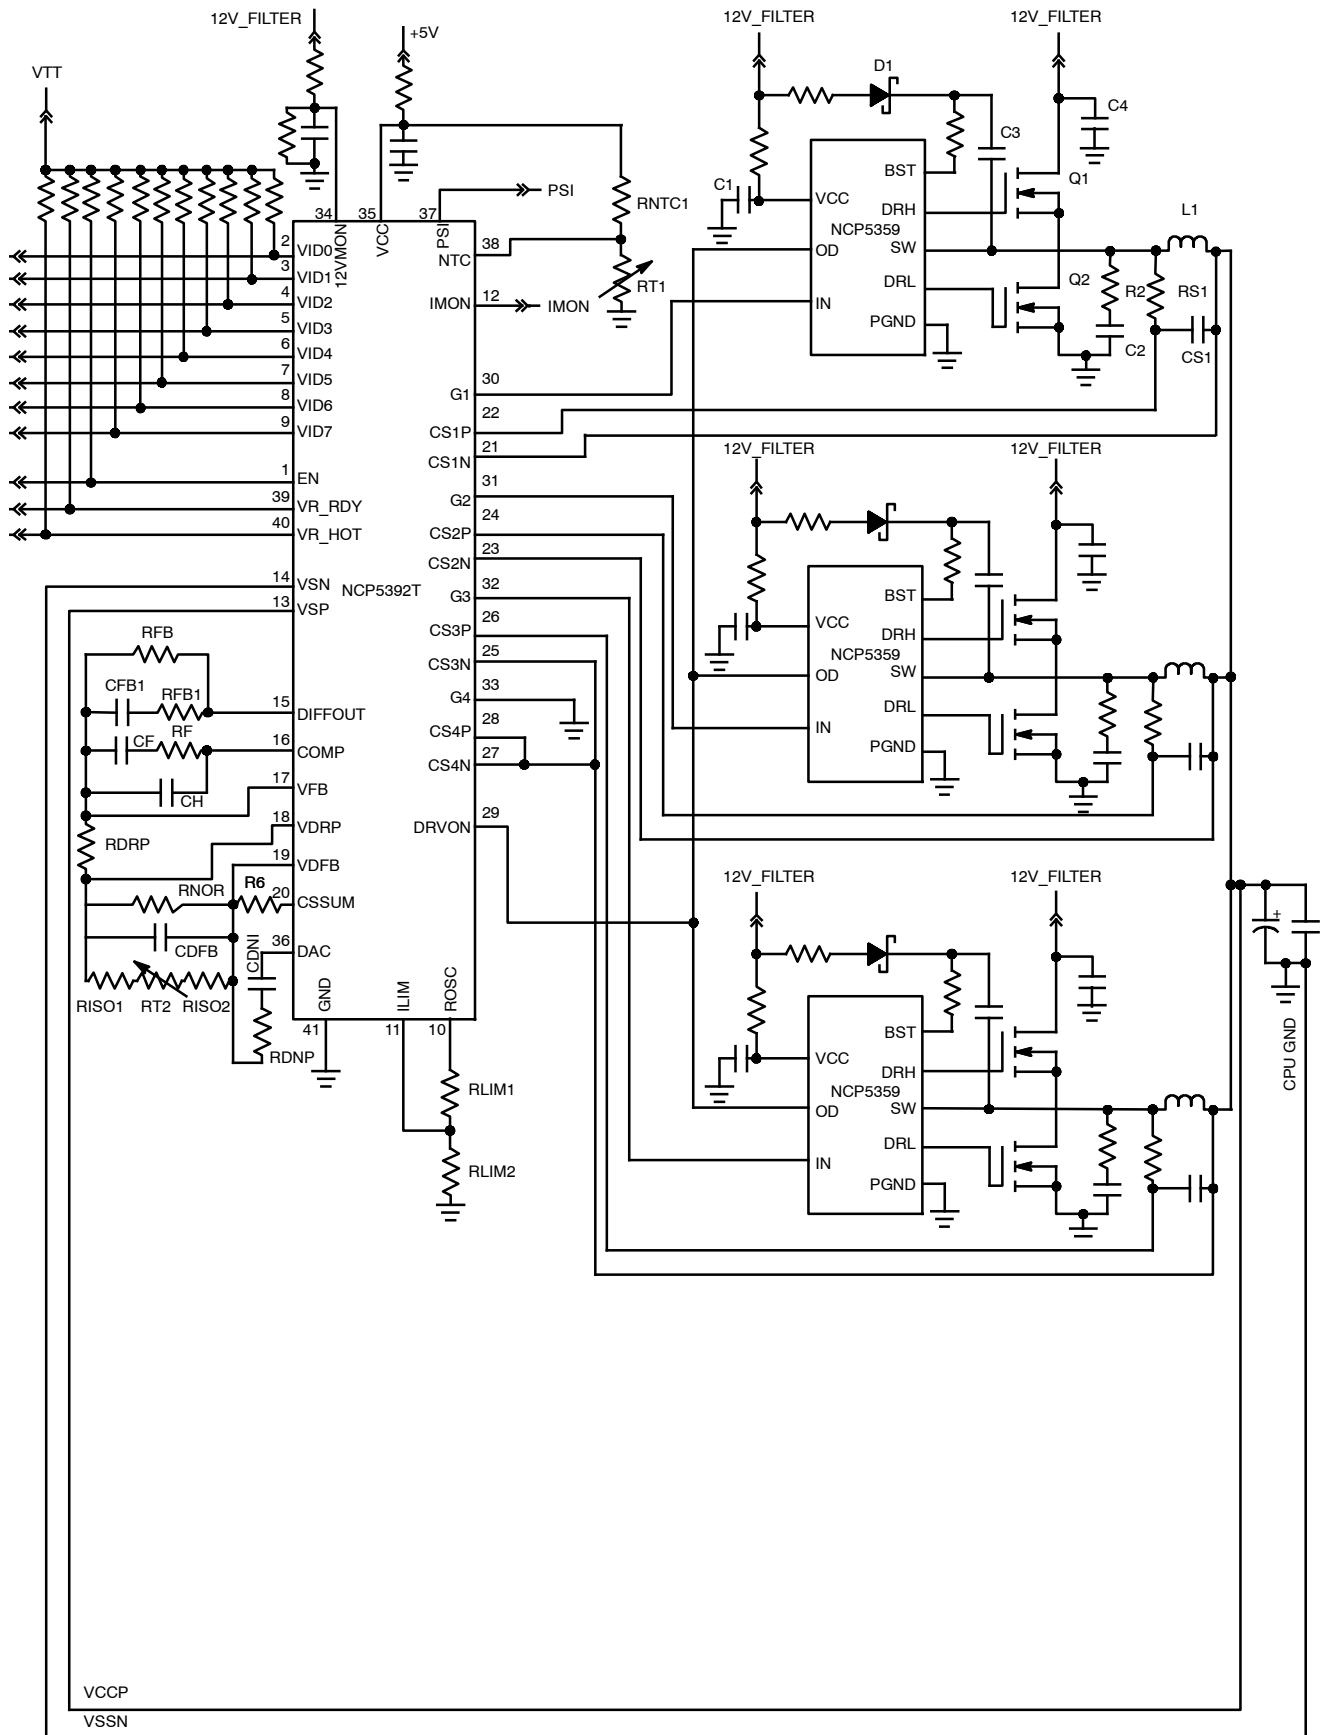 12V_FILTER
+5V
12V_FILTER
12V_FILTER
VTT
D1
C4
C3
BST
Q1
PSI
RNTC1
C1
VCC
DRH
NCP5359
L1
34
35
37
12VMON
VCC
PSI
2
VID0
38
NTC
OD
SW
3
VID1
RT1
DRL
Q2
R2
RS1
4
VID2
12
IMON
IMON
IN
5
VID3
PGND
6
VID4
C2
CS1
7
VID5
30
G1
8
VID6
22
9
VID7
CS1P
21
CS1N
12V_FILTER
12V_FILTER
1
EN
31
G2
39
VR_RDY
24
40
VR_HOT
CS2P
23
CS2N
14
VSN
NCP5392T
32
G3
BST
13
VSP
26
VCC
DRH
RFB
CS3P
NCP5359
25
CS3N
OD
SW
CFB1
RFB1
33
G4
DRL
15
DIFFOUT
28
IN
CF
RF
CS4P
16
COMP
27
CS4N
PGND
17
VFB
CH
18
VDRP
29
DRVON
RDRP
19
VDFB
RNOR
R6
20
CSSUM
12V_FILTER
12V_FILTER
+
36
DAC
CDFB
CDNI
RISO1
RT2
RISO2
GND
ILIM
ROSC
41
11
10
BST
RDNP
VCC
DRH
CPU GND
RLIM1
NCP5359
OD
SW
DRL
RLIM2
IN
PGND
VCCP
VSSN